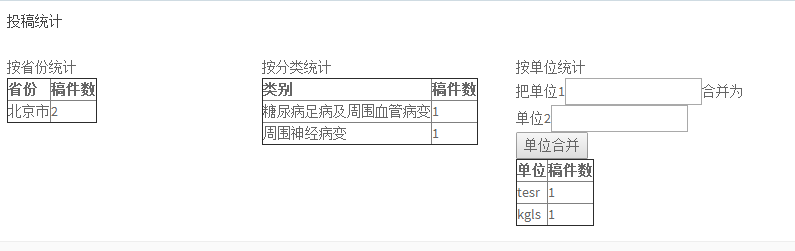 投稿统计
按省份统计
省份 稿件数
北京市 2
按分类统计
类别 稿件数
糖尿病足病及周围血管病变 1
周围神经病变 1
按单位统计
把单位1 合并为
单位2
单位合并
单位 稿件数
tesr 1
kgls 1